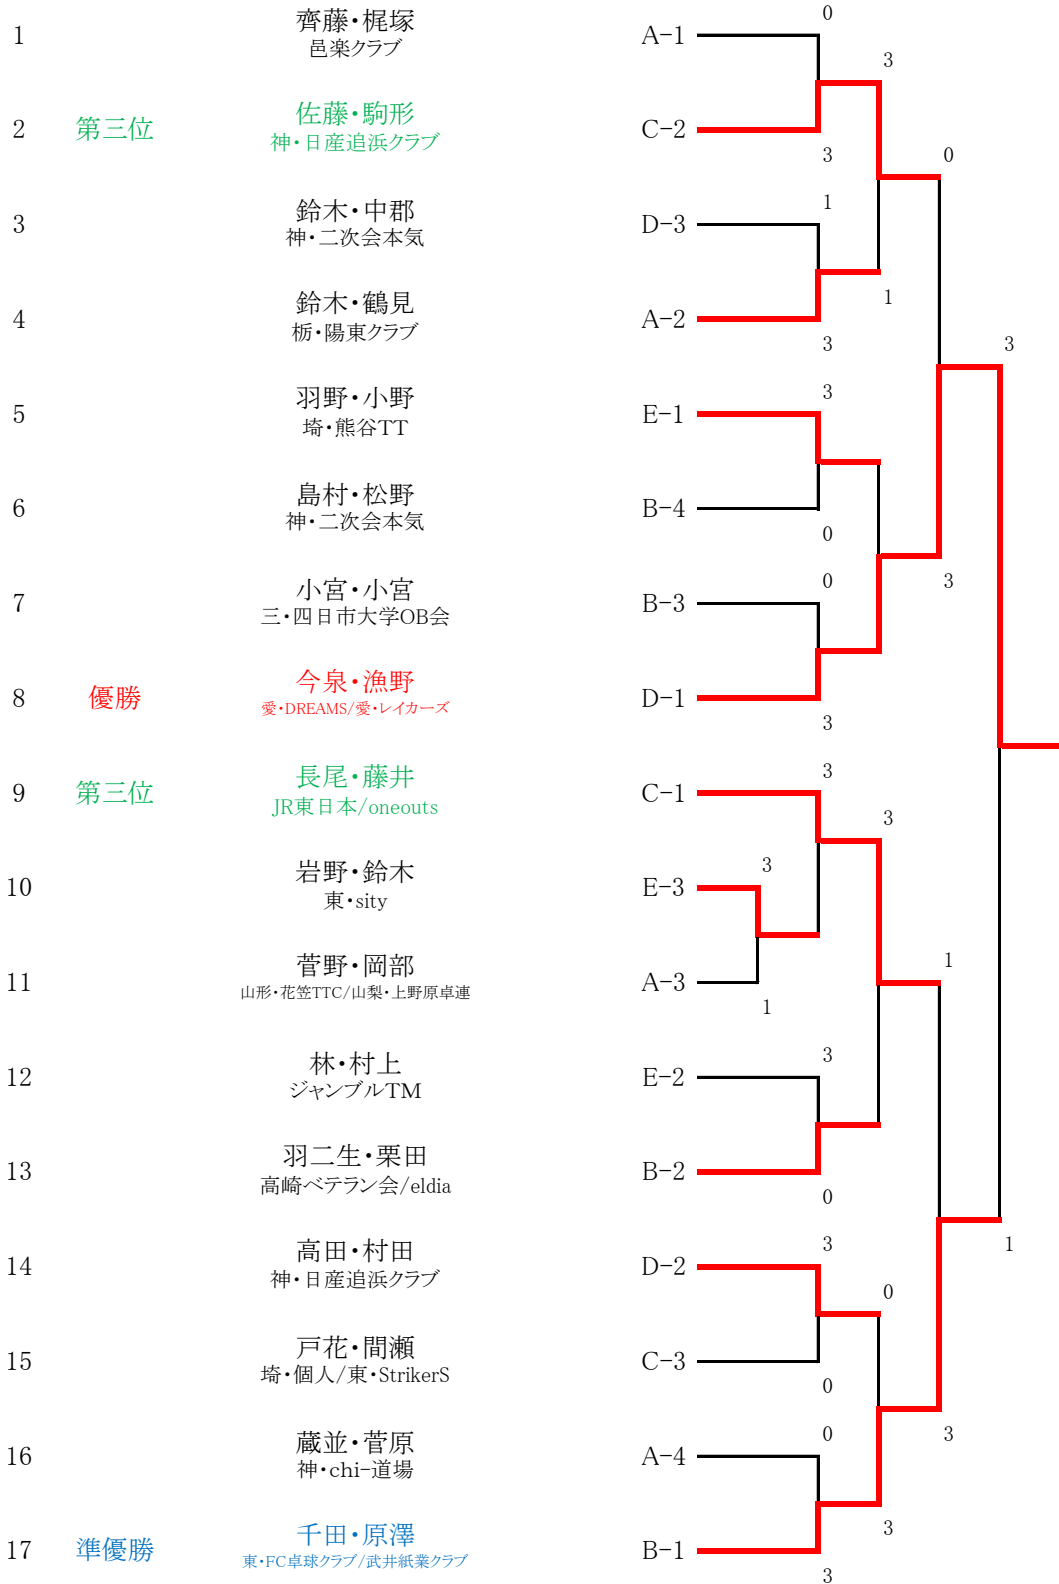 1 齊藤・梶塚 A-1
邑楽クラブ
2 第三位 佐藤・駒形 C-2
神・日産追浜クラブ
3 鈴木・中郡 D-3
神・二次会本気
4 鈴木・鶴見 A-2
栃・陽東クラブ
5 羽野・小野 E-1
埼・熊谷TT
6 島村・松野 B-4
神・二次会本気
7 小宮・小宮 B-3
三・四日市大学OB会
8 優勝 今泉・漁野 D-1
愛・DREAMS/愛・レイカーズ
9 第三位 長尾・藤井 C-1
JR東日本/oneouts
10 岩野・鈴木 E-3
東・sity
11 菅野・岡部 A-3
山形・花笠TTC/山梨・上野原卓連
12 林・村上 E-2
ジャンブルTM
13 羽二生・栗田 B-2
高崎ベテラン会/eldia
14 高田・村田 D-2
神・日産追浜クラブ
15 戸花・間瀬 C-3
埼・個人/東・StrikerS
16 蔵並・菅原 A-4
神・chi-道場
17 準優勝 千田・原澤 B-1
東・FC卓球クラブ/武井紙業クラブ
0
3
3
0
1
1
3
3
3
0
0
3
3
3
3
1
1
3
0
3
1
0
0
0
3
3
3